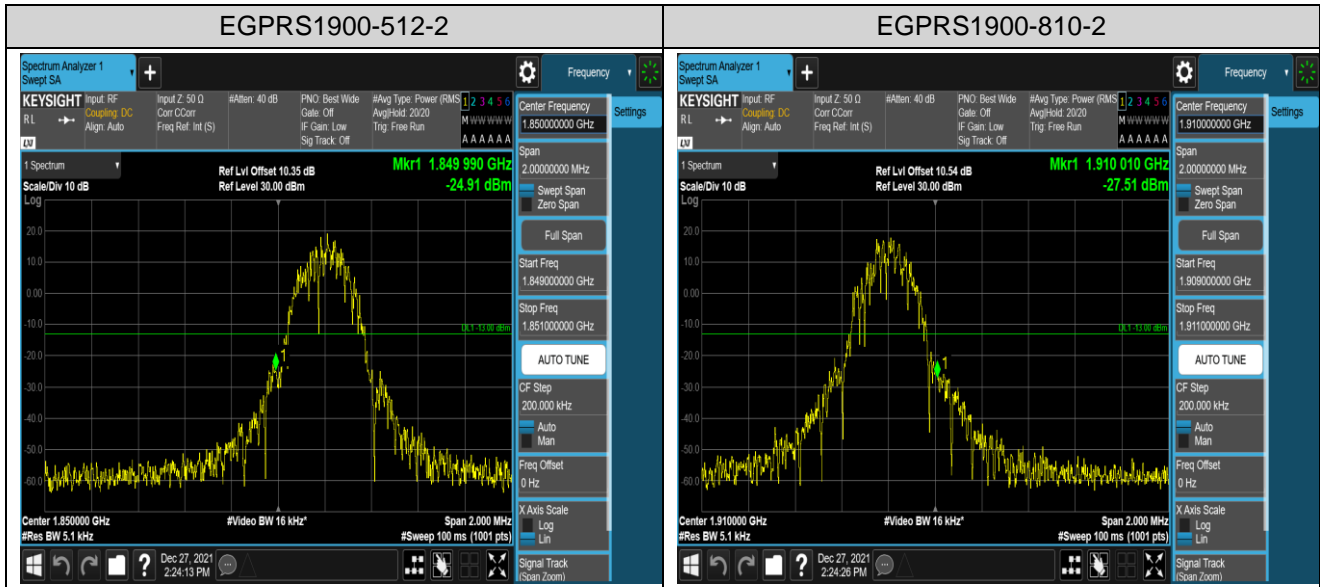 EGPRS1900-512-2
EGPRS1900-810-2
Spectrum Analyzer 1
Swept SA
+
Frequency
KEYSIGHT
Input: RF
Input Z: 50 Ω
#Atten: 40 dB
PNO: Best Wide
#Avg Type: Power (RMS
1 2 3 4 5 6
RL
Coupling: DC
Corr CCorr
Gate: Off
Avg|Hold: 20/20
M W W W W W
Align: Auto
Freq Ref: Int (S)
IF Gain: Low
Trig: Free Run
Sig Track: Off
A A A A A A
LXI
1 Spectrum
Ref Lvl Offset 10.35 dB
Mkr1 1.849 990 GHz
Scale/Div 10 dB
Ref Level 30.00 dBm
-24.91 dBm
Log
20.0
10.0
0.00
-10.0
DL1 -13.00 dBm
-20.0
1
-30.0
-40.0
-50.0
-60.0
Center 1.850000 GHz
#Video BW 16 kHz*
Span 2.000 MHz
#Res BW 5.1 kHz
#Sweep 100 ms (1001 pts)
?
Dec 27, 2021
2:24:13 PM
Center Frequency
1.850000000 GHz
Settings
Span
2.00000000 MHz
Swept Span
Zero Span
Full Span
Start Freq
1.849000000 GHz
Stop Freq
1.851000000 GHz
AUTO TUNE
CF Step
200.000 kHz
Auto
Man
Freq Offset
0 Hz
X Axis Scale
Log
Lin
Signal Track
(Span Zoom)
Spectrum Analyzer 1
Swept SA
+
Frequency
KEYSIGHT
Input: RF
Input Z: 50 Ω
#Atten: 40 dB
PNO: Best Wide
#Avg Type: Power (RMS
1 2 3 4 5 6
RL
Coupling: DC
Corr CCorr
Gate: Off
Avg|Hold: 20/20
M W W W W W
Align: Auto
Freq Ref: Int (S)
IF Gain: Low
Trig: Free Run
Sig Track: Off
A A A A A A
LXI
1 Spectrum
Ref Lvl Offset 10.54 dB
Mkr1 1.910 010 GHz
Scale/Div 10 dB
Ref Level 30.00 dBm
-27.51 dBm
Log
20.0
10.0
0.00
-10.0
DL1 -13.00 dBm
-20.0
1
-30.0
-40.0
-50.0
-60.0
Center 1.910000 GHz
#Video BW 16 kHz*
Span 2.000 MHz
#Res BW 5.1 kHz
#Sweep 100 ms (1001 pts)
?
Dec 27, 2021
2:24:26 PM
Center Frequency
1.910000000 GHz
Settings
Span
2.00000000 MHz
Swept Span
Zero Span
Full Span
Start Freq
1.909000000 GHz
Stop Freq
1.911000000 GHz
AUTO TUNE
CF Step
200.000 kHz
Auto
Man
Freq Offset
0 Hz
X Axis Scale
Log
Lin
Signal Track
(Span Zoom)